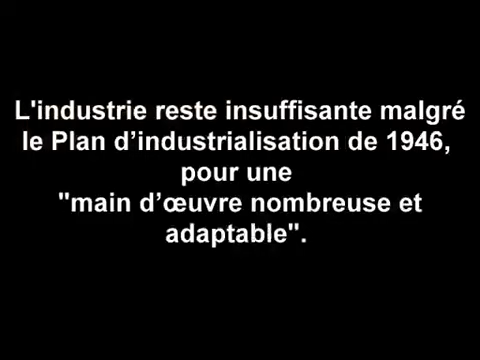 L'industrie reste insuffisante malgré
le Plan d’industrialisation de 1946,
pour une
"main d’œuvre nombreuse et
adaptable".